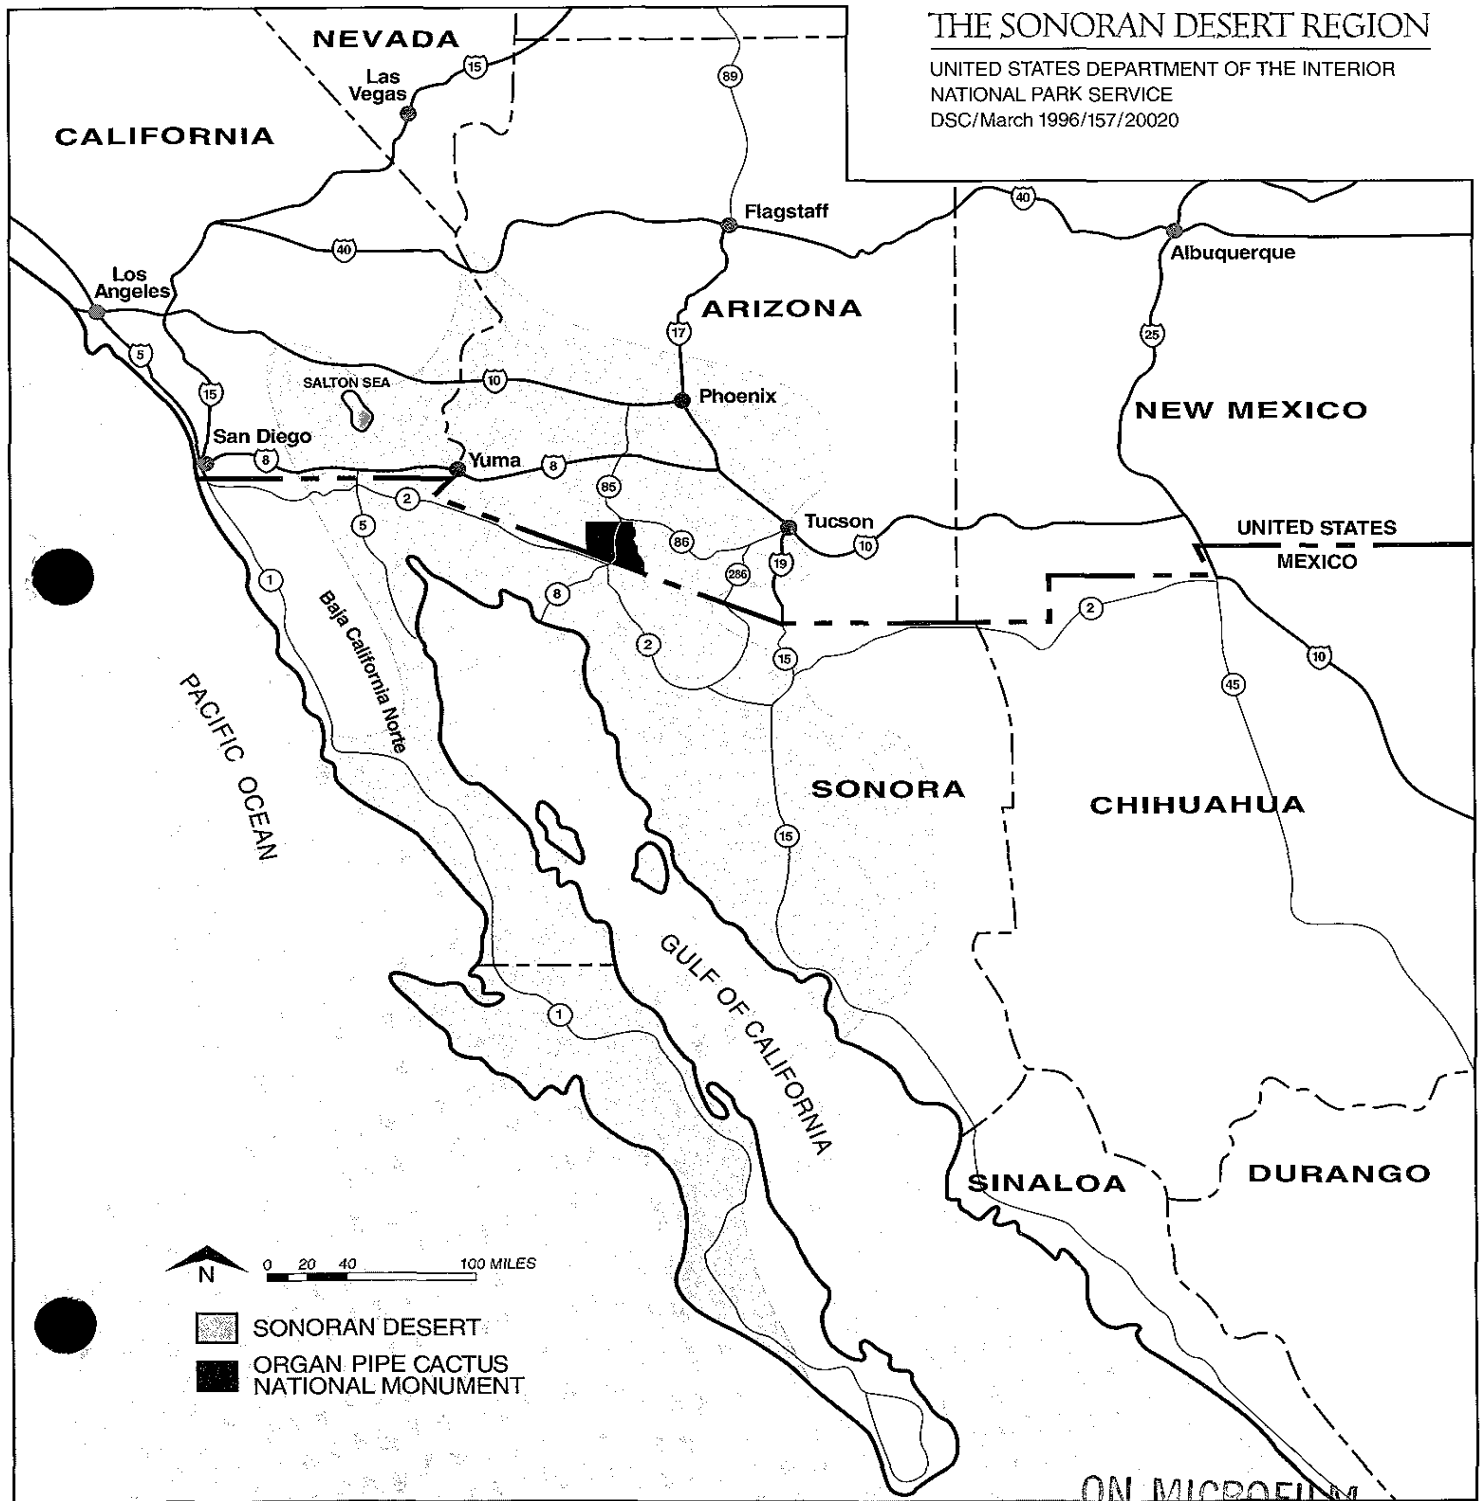 THE SONORAN DESERT REGION
UNITED STATES DEPARTMENT OF THE INTERIOR
NATIONAL PARK SERVICE
DSC/March 1996/157/20020
NEVADA
15
Las
Vegas
89
CALIFORNIA
Flagstaff
40
40
Albuquerque
Los
Angeles
ARIZONA
17
25
5
15
SALTON SEA
10
Phoenix
NEW MEXICO
San Diego
8
Yuma
8
85
2
5
86
Tucson
10
19
286
UNITED STATES
MEXICO
1
8
2
2
15
10
45
Baja California Norte
PACIFIC OCEAN
SONORA
CHIHUAHUA
15
GULF OF CALIFORNIA
1
SINALOA
DURANGO
N
0 20 40 100 MILES
SONORAN DESERT
ORGAN PIPE CACTUS
NATIONAL MONUMENT
ON MICROFILM